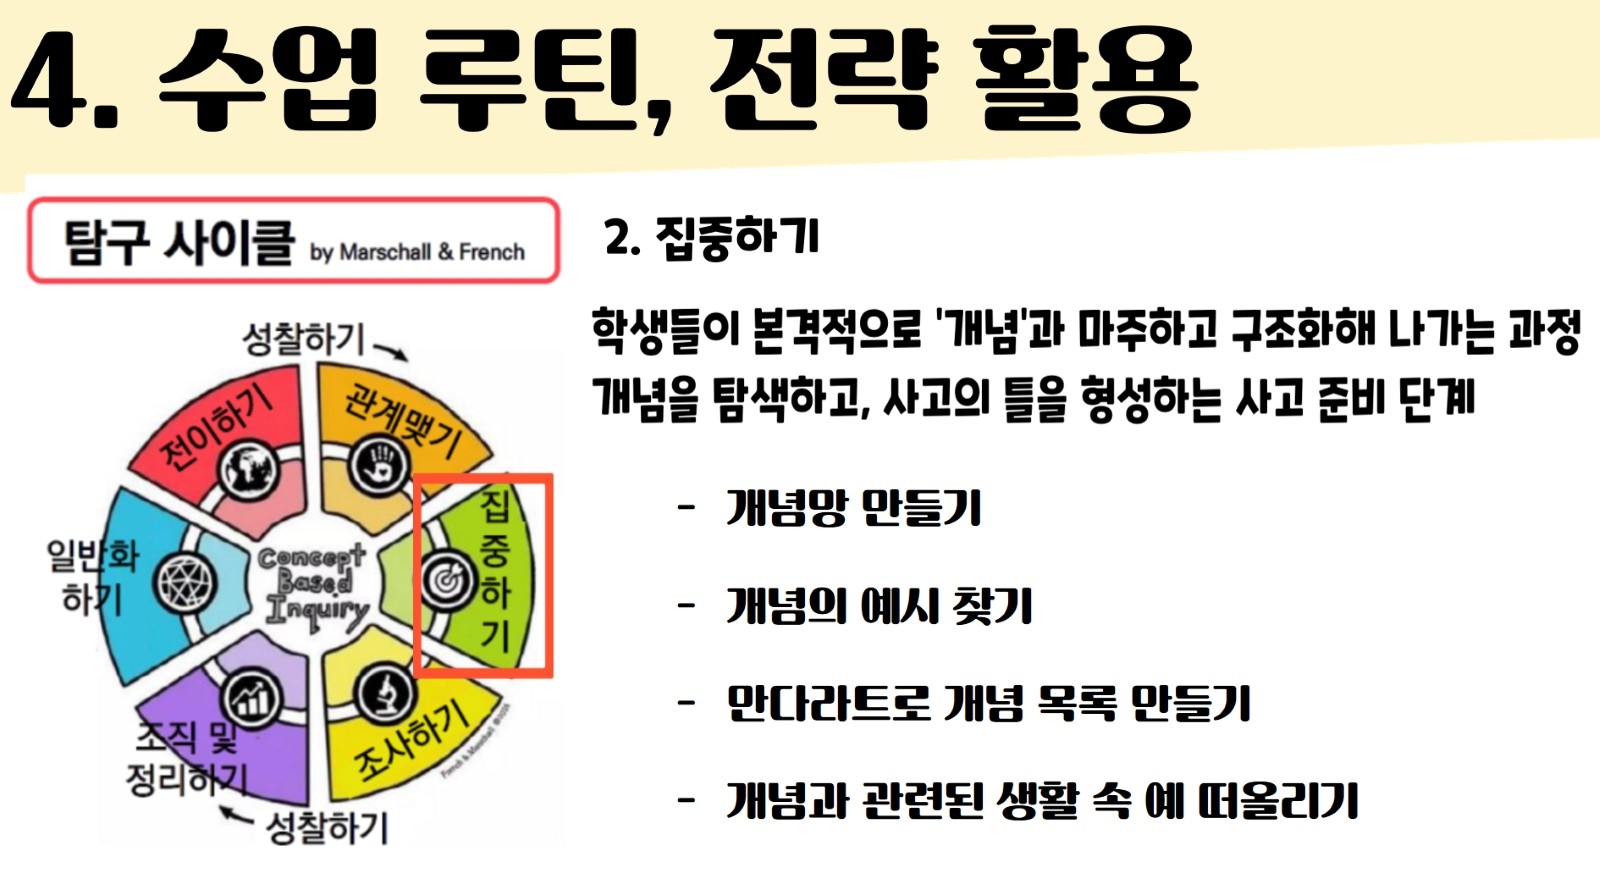 4. 수업 루틴, 전략 활용
탐구 사이클 by Marschall & French
성찰하기
전이하기
관계맺기
집중하기
조사하기
조직 및
정리하기
일반화
하기
성찰하기
Concept
Based
Inquiry
French & Marschall ©2018
2. 집중하기
학생들이 본격적으로 '개념'과 마주하고 구조화해 나가는 과정
개념을 탐색하고, 사고의 틀을 형성하는 사고 준비 단계
- 개념망 만들기
- 개념의 예시 찾기
- 만다라트로 개념 목록 만들기
- 개념과 관련된 생활 속 예 떠올리기